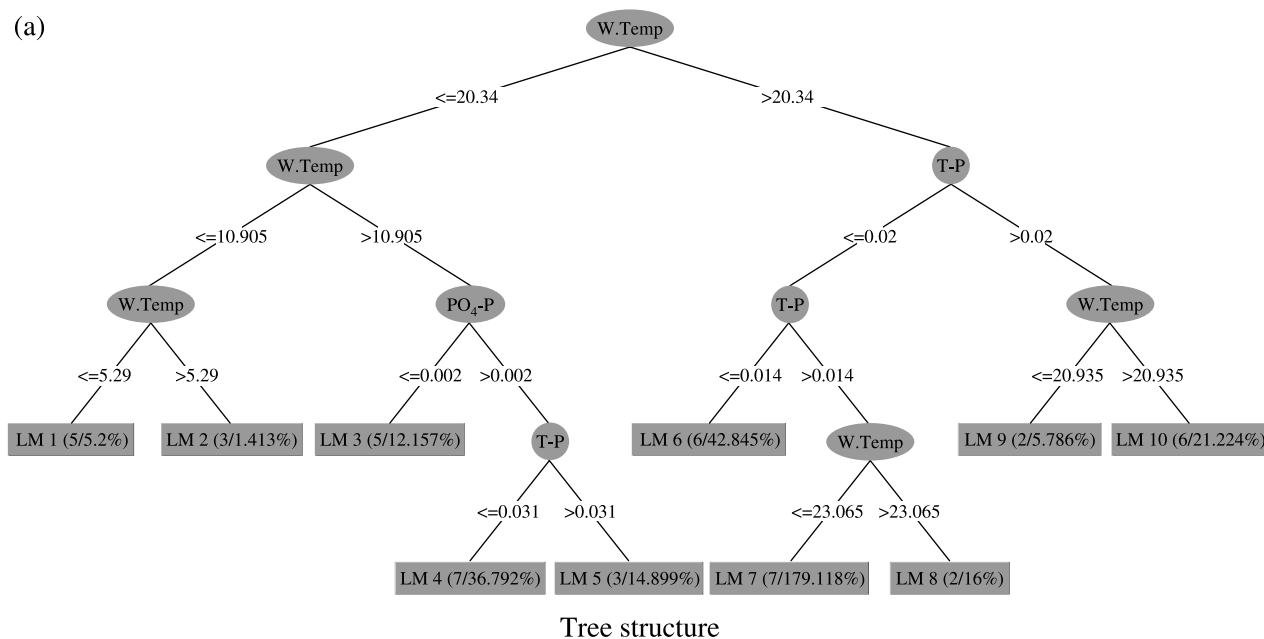 (a)
W.Temp
<=20.34 >20.34
W.Temp T-P
<=10.905 >10.905 <=0.02 >0.02
W.Temp PO₄-P T-P W.Temp
<=5.29 >5.29 <=0.002 >0.002 <=0.014 >0.014 <=20.935 >20.935
LM 1 (5/5.2%) LM 2 (3/1.413%) LM 3 (5/12.157%) T-P LM 6 (6/42.845%) W.Temp LM 9 (2/5.786%) LM 10 (6/21.224%)
<=0.031 >0.031 <=23.065 >23.065
LM 4 (7/36.792%) LM 5 (3/14.899%) LM 7 (7/179.118%) LM 8 (2/16%)
Tree structure